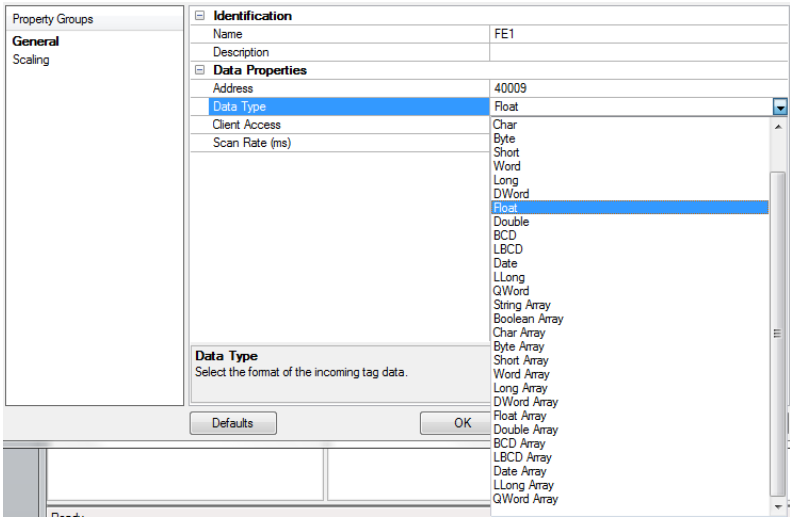 Property Groups
General
Scaling
Identification
Name FE1
Description
Data Properties
Address 40009
Data Type Float
Client Access
Scan Rate (ms)
Char
Byte
Short
Word
Long
DWord
Float
Double
BCD
LBCD
Date
LLong
QWord
String Array
Boolean Array
Char Array
Byte Array
Short Array
Word Array
Long Array
DWord Array
Float Array
Double Array
BCD Array
LBCD Array
Date Array
LLong Array
QWord Array
Data Type
Select the format of the incoming tag data.
Defaults
OK